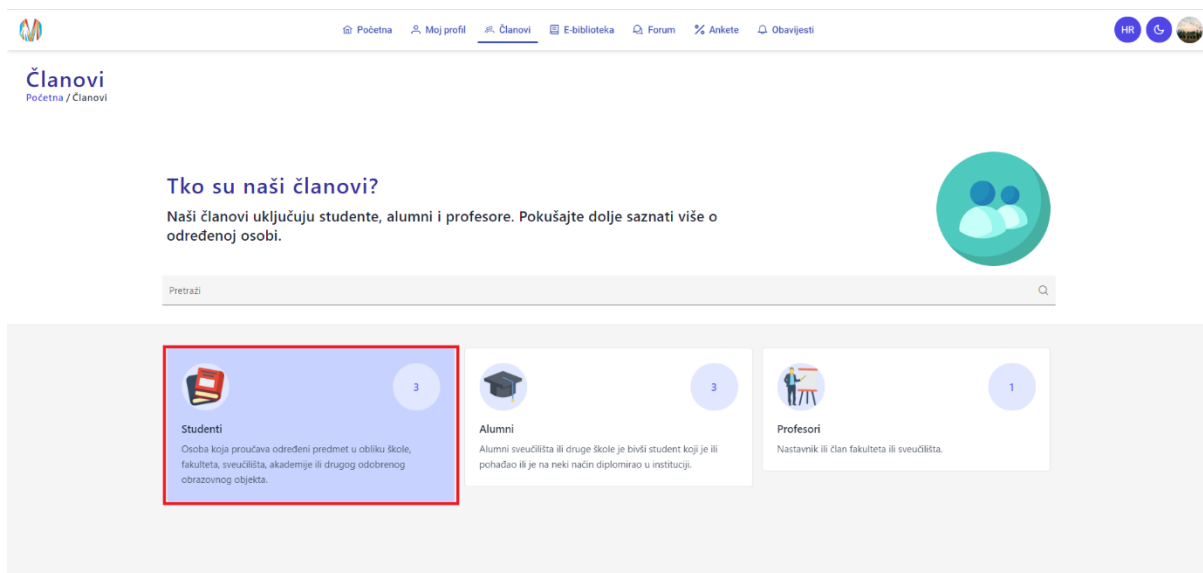 Početna Moj profil Članovi E-biblioteka Forum Ankete Obavijesti HR
Članovi
Početna / Članovi
Tko su naši članovi?
Naši članovi uključuju studente, alumni i profesore. Pokušajte dolje saznati više o
određenoj osobi.
Pretraži
3
Studenti
Osoba koja proučava određeni predmet u obliku škole,
fakulteta, sveučilišta, akademije ili drugog odobrenog
obrazovnog objekta.
3
Alumni
Alumni sveučilišta ili druge škole je bivši student koji je ili
pohađao ili je na neki način diplomirao u instituciji.
1
Profesori
Nastavnik ili član fakulteta ili sveučilišta.